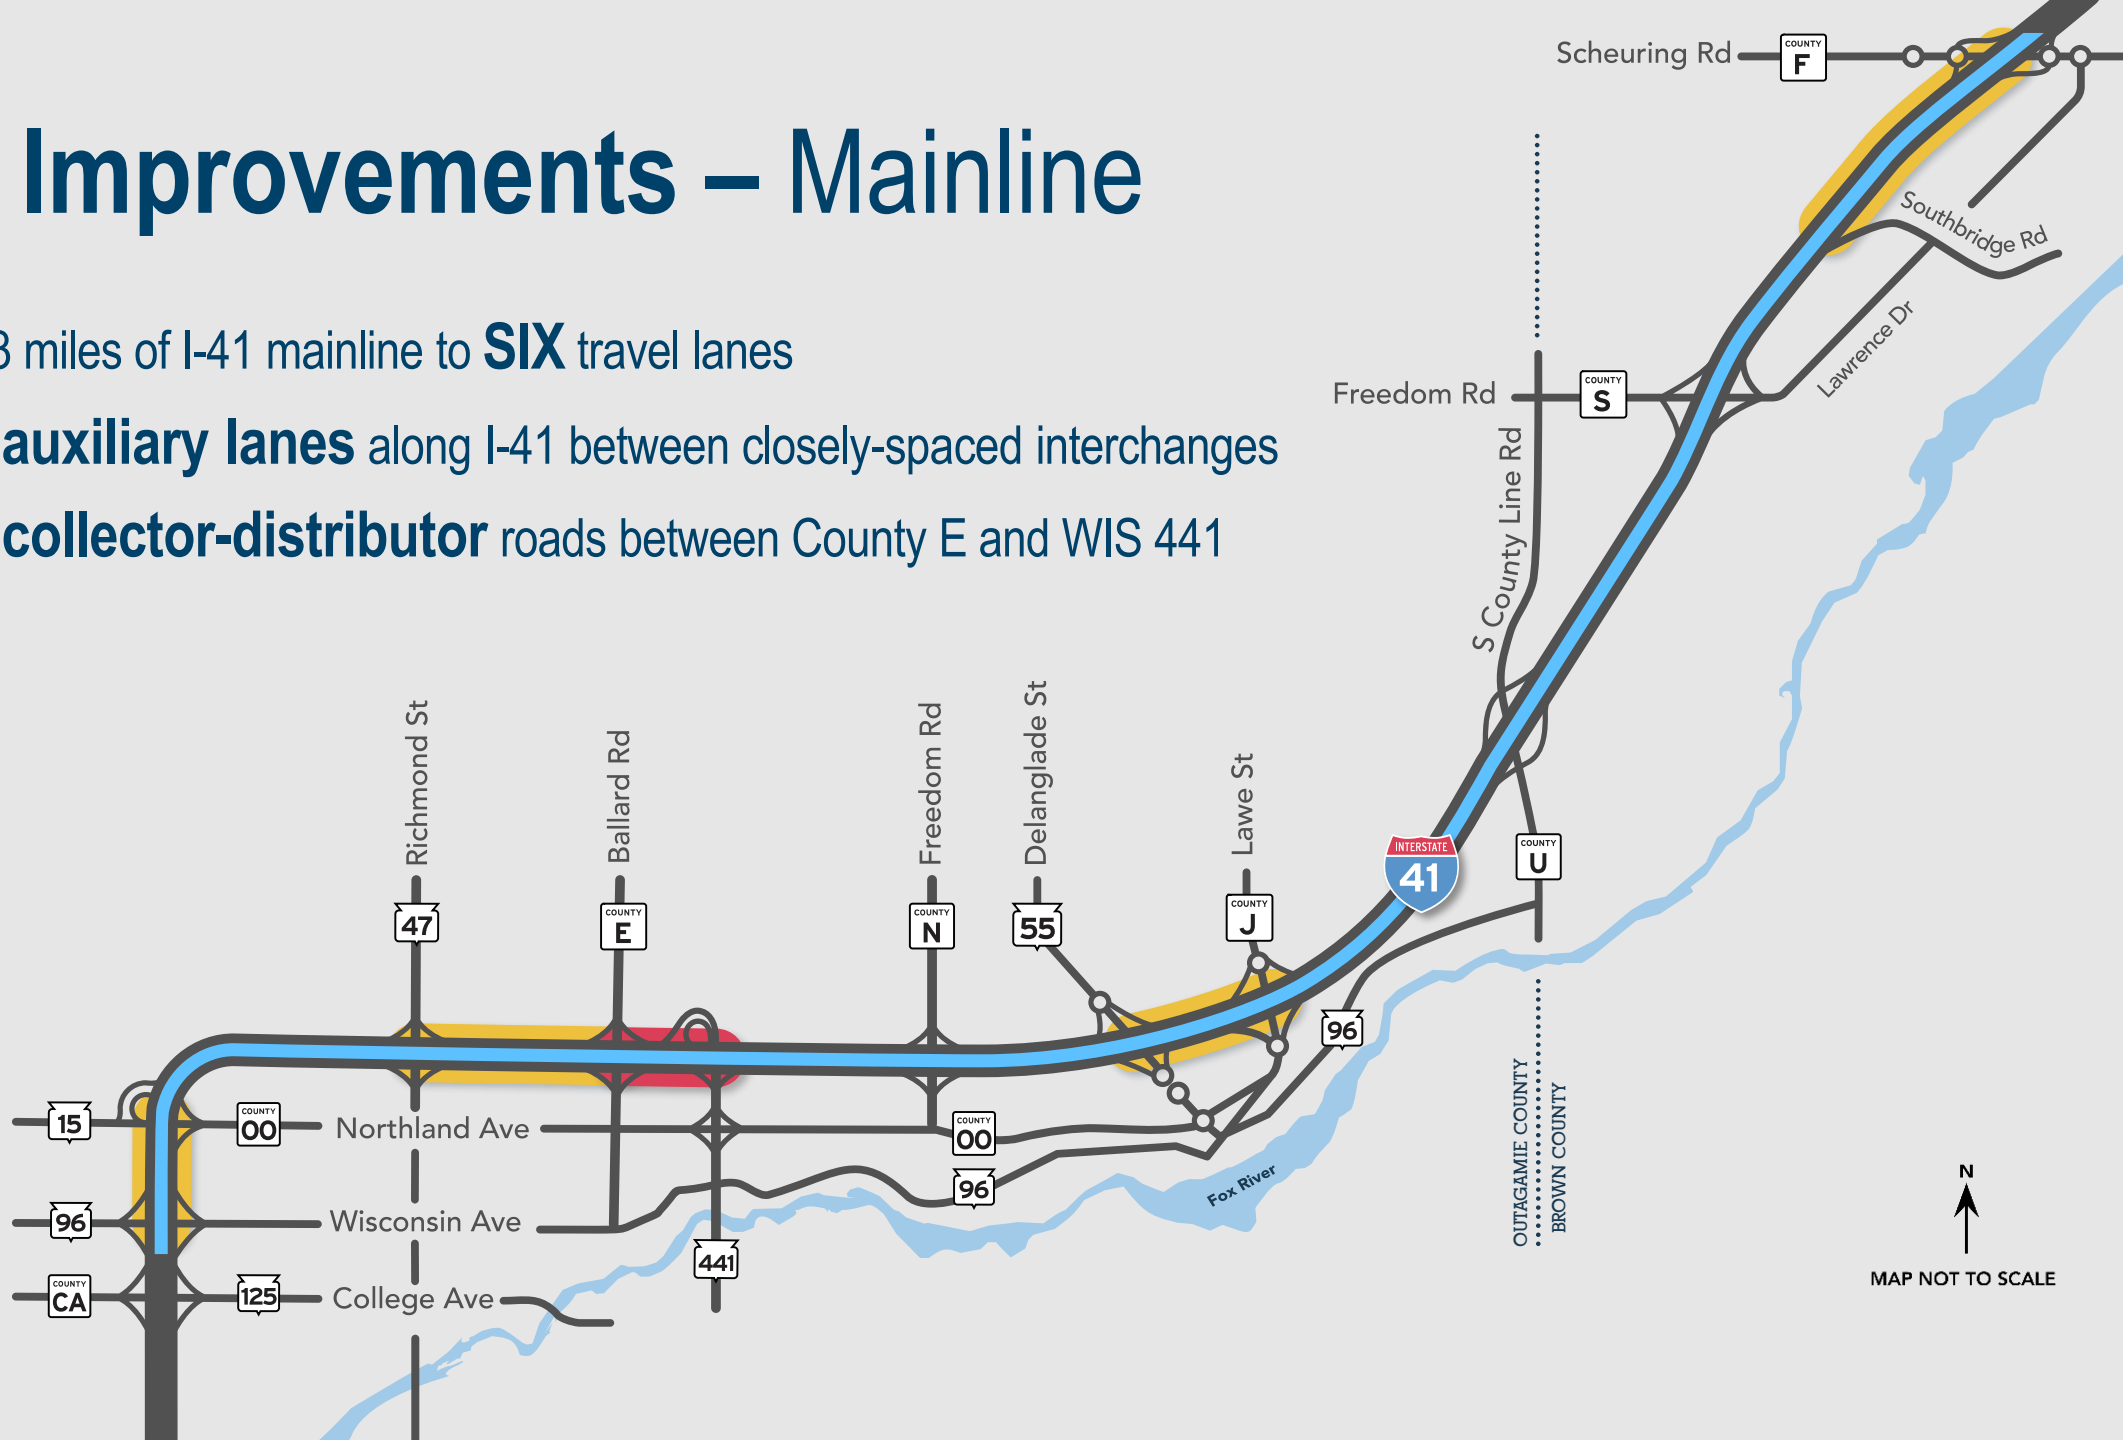 Scheuring Rd
COUNTY
F
Improvements – Mainline
Southbridge Rd
3 miles of I-41 mainline to SIX travel lanes
Lawrence Dr
Freedom Rd
COUNTY
S
auxiliary lanes along I-41 between closely-spaced interchanges
S County Line Rd
collector-distributor roads between County E and WIS 441
Richmond St
Ballard Rd
Freedom Rd
Delanglade St
Lawe St
INTERSTATE
41
COUNTY
U
47
COUNTY
E
COUNTY
N
55
COUNTY
J
96
15
COUNTY
OO
Northland Ave
COUNTY
OO
OUTAGAMIE COUNTY
BROWN COUNTY
96
Fox River
N
96
Wisconsin Ave
441
MAP NOT TO SCALE
COUNTY
CA
125
College Ave